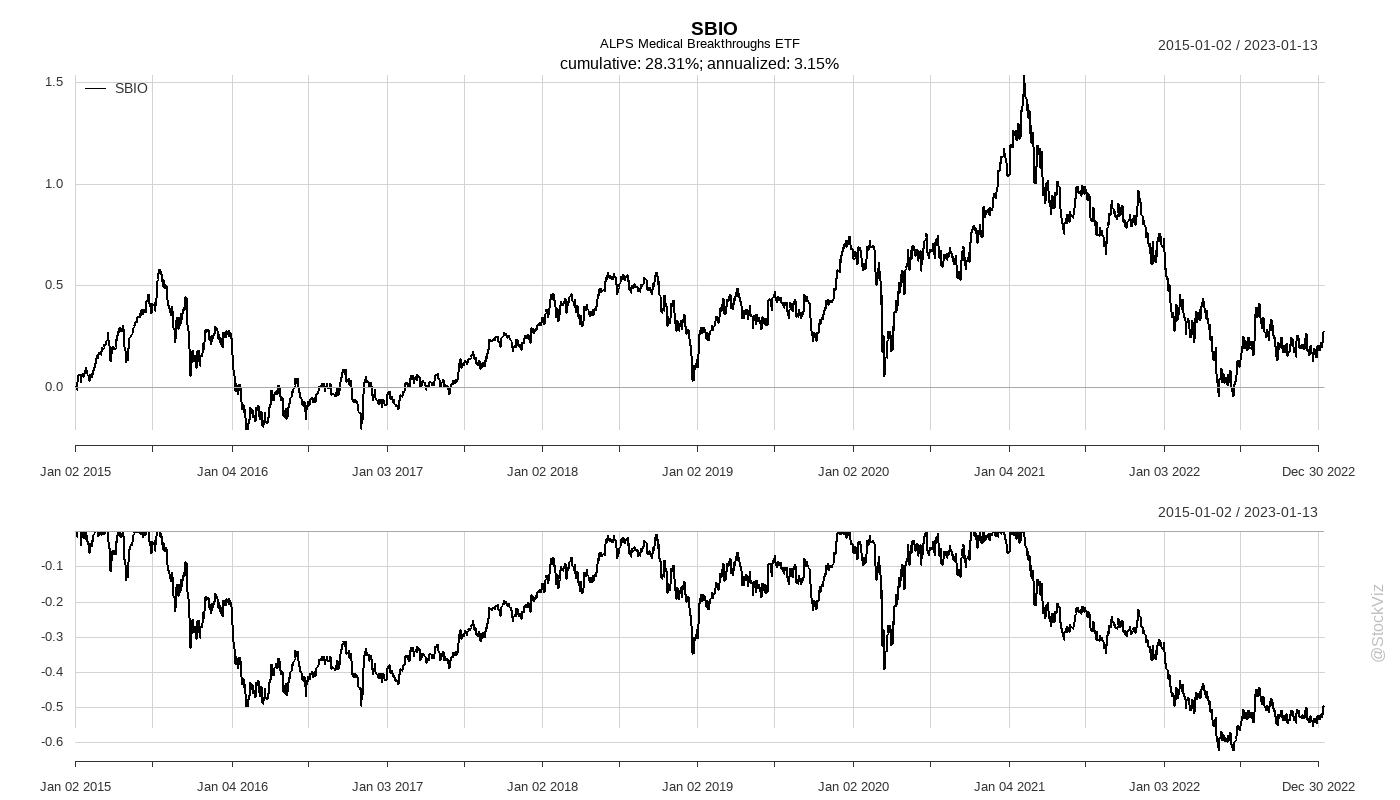 SBIO
ALPS Medical Breakthroughs ETF
2015-01-02 / 2023-01-13
cumulative: 28.31%; annualized: 3.15%
SBIO
1.5
1.0
0.5
0.0
Jan 02 2015 Jan 04 2016 Jan 03 2017 Jan 02 2018 Jan 02 2019 Jan 02 2020 Jan 04 2021 Jan 03 2022 Dec 30 2022
2015-01-02 / 2023-01-13
-0.1
-0.2
-0.3
-0.4
-0.5
-0.6
Jan 02 2015 Jan 04 2016 Jan 03 2017 Jan 02 2018 Jan 02 2019 Jan 02 2020 Jan 04 2021 Jan 03 2022 Dec 30 2022
@StockViz